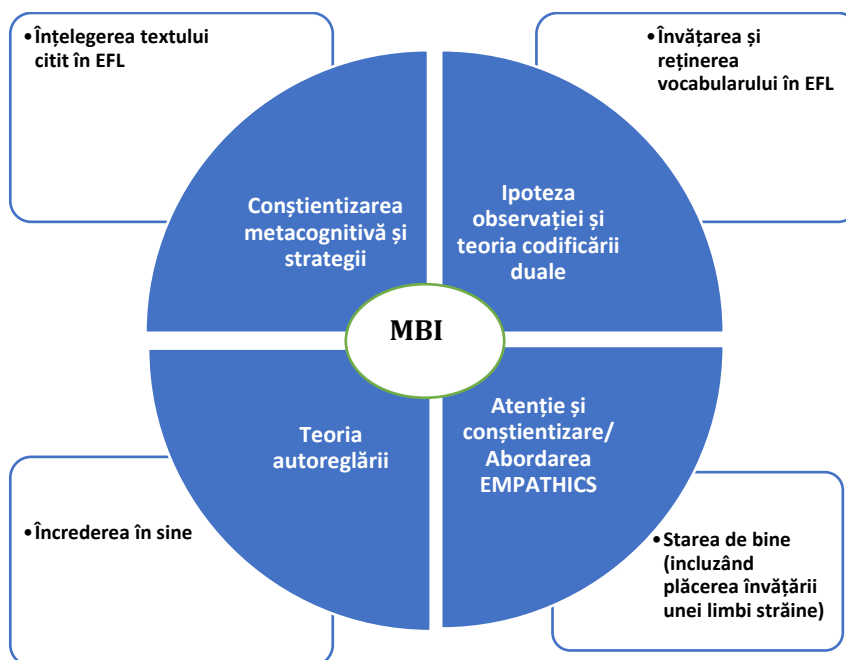 •Înțelegerea textului
citit în EFL
•Învățarea și
reținerea
vocabularului în EFL
Conștientizarea
metacognitivă și
strategii
Ipoteza
observației și
teoria codificării
duale
MBI
Teoria
autoreglării
Atenție și
conștientizare/
Abordarea
EMPATHICS
•Încrederea în sine
•Starea de bine
(incluzând
plăcerea învățării
unei limbi străine)